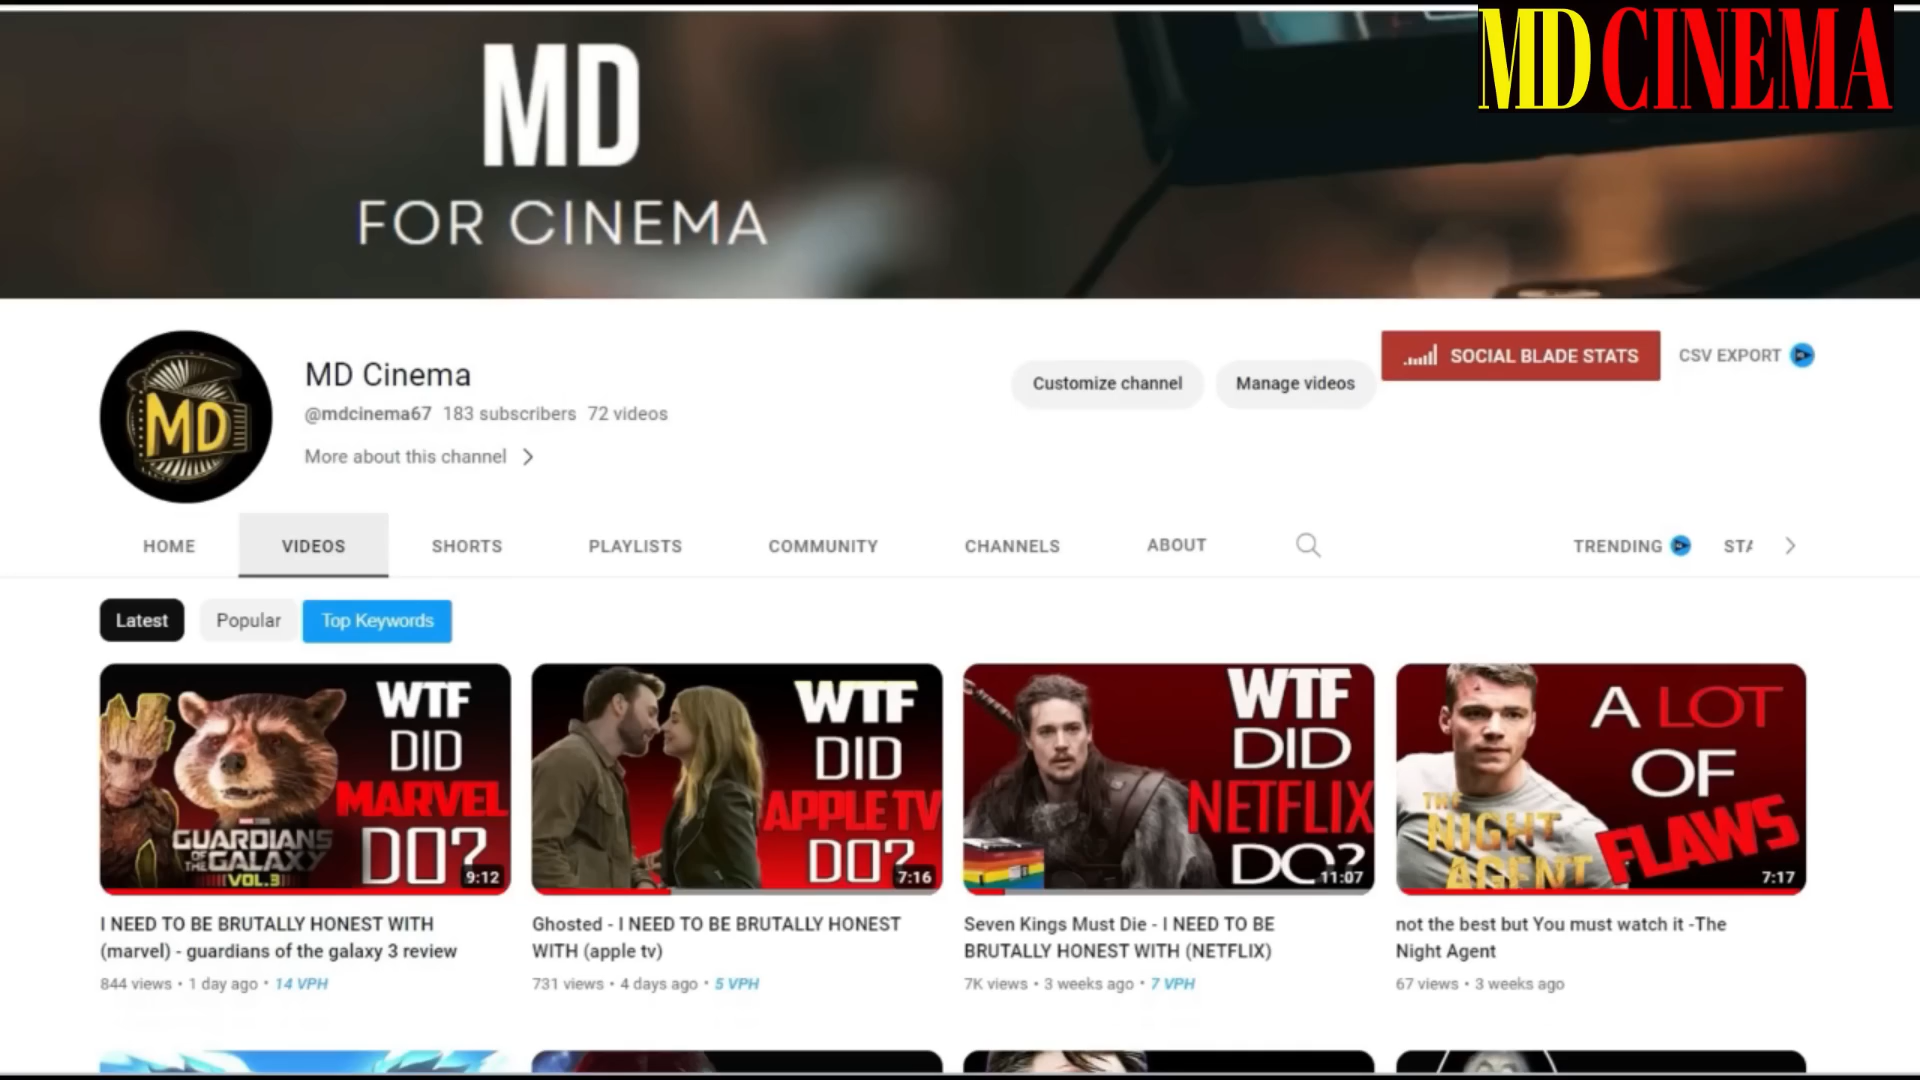 MD CINEMA
MD
FOR CINEMA
MD
MD Cinema
@mdcinema67 183 subscribers 72 videos
More about this channel
Customize channel
Manage videos
SOCIAL BLADE STATS
CSV EXPORT
HOME
VIDEOS
SHORTS
PLAYLISTS
COMMUNITY
CHANNELS
ABOUT
TRENDING
Latest
Popular
Top Keywords
WTF
DID
MARVEL
DO?
GUARDIANS
OF THE GALAXY
VOL.3
9:12
WTF
DID
APPLE TV
DO?
7:16
WTF
DID
NETFLIX
DO?
11:07
A LOT
OF
FLAWS
THE
NIGHT
AGENT
7:17
I NEED TO BE BRUTALLY HONEST WITH
(marvel) - guardians of the galaxy 3 review
844 views • 1 day ago • 14 VPH
Ghosted - I NEED TO BE BRUTALLY HONEST
WITH (apple tv)
731 views • 4 days ago • 5 VPH
Seven Kings Must Die - I NEED TO BE
BRUTALLY HONEST WITH (NETFLIX)
7K views • 3 weeks ago • 7 VPH
not the best but You must watch it -The
Night Agent
67 views • 3 weeks ago